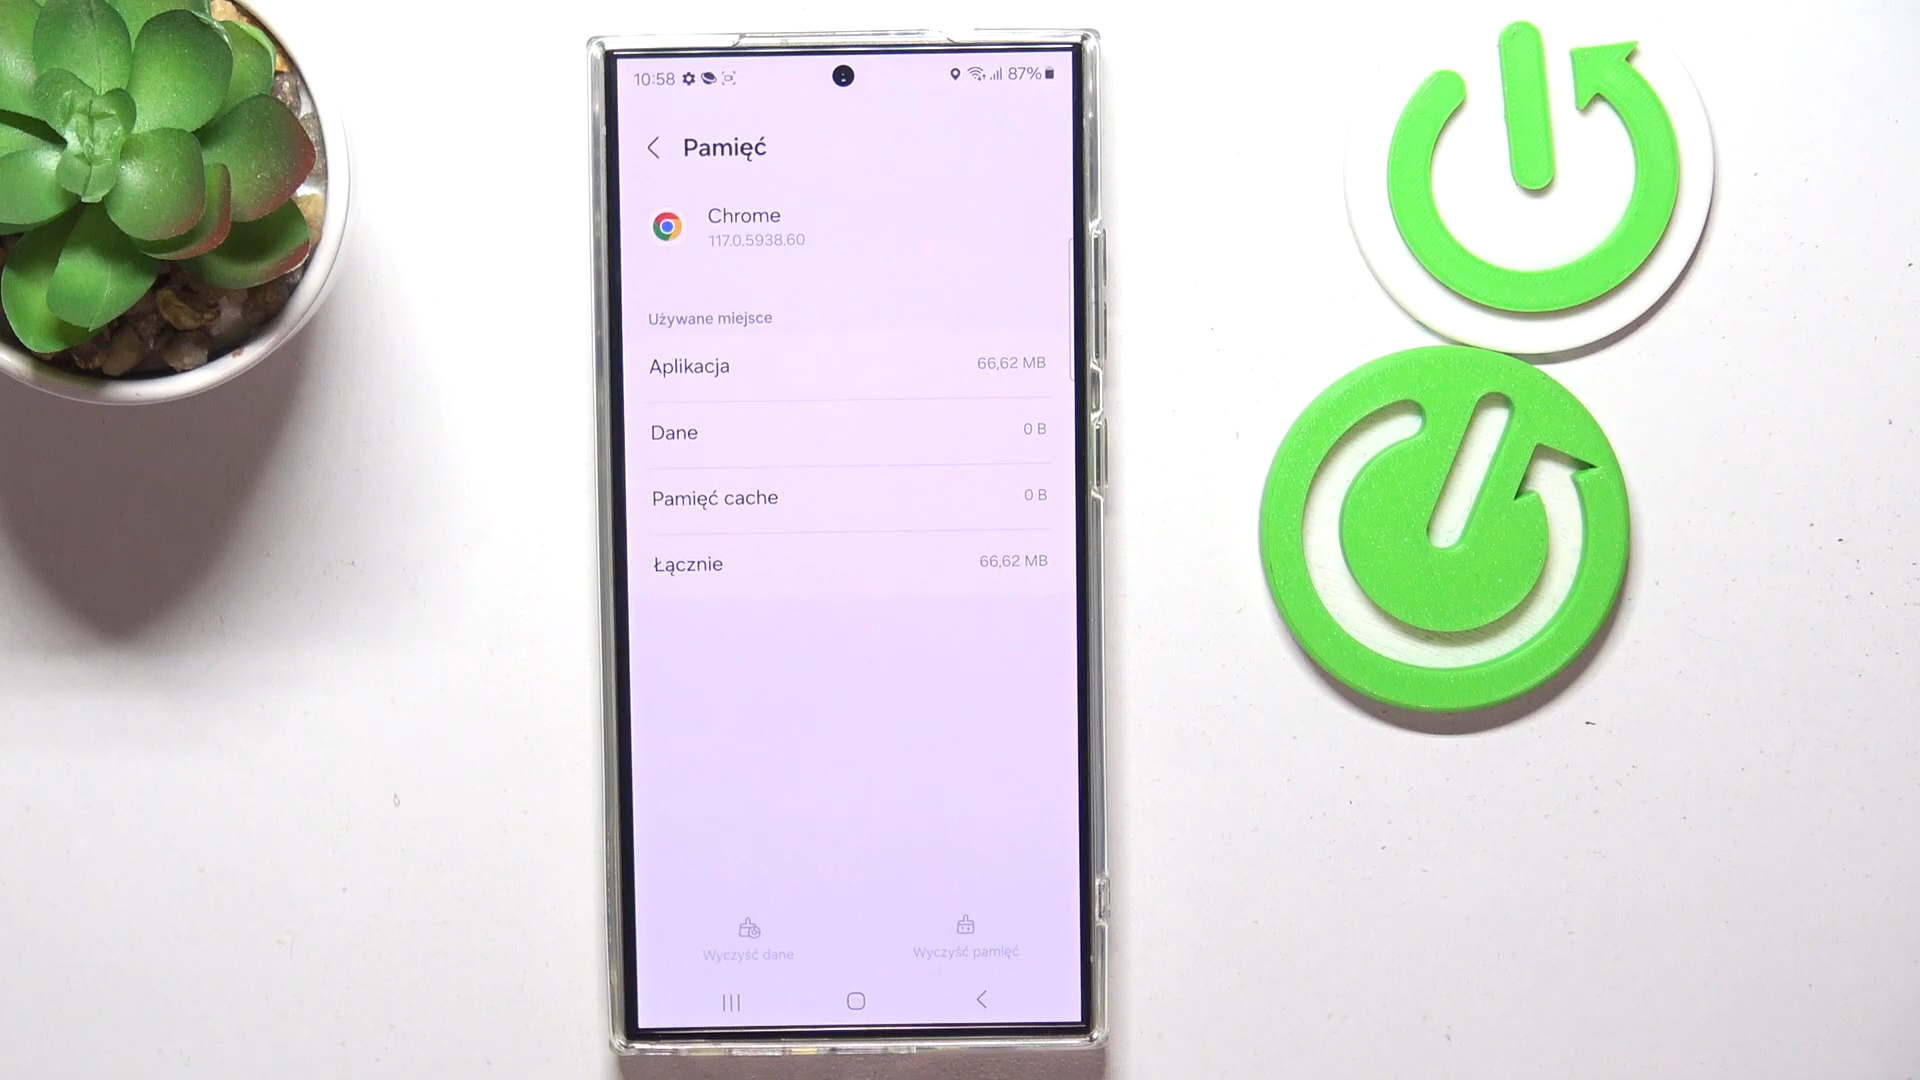 10:58
87%
Pamięć
Chrome
117.0.5938.60
Używane miejsce
Aplikacja 66,62 MB
Dane 0 B
Pamięć cache 0 B
Łącznie 66,62 MB
Wyczyść dane Wyczyść pamięć